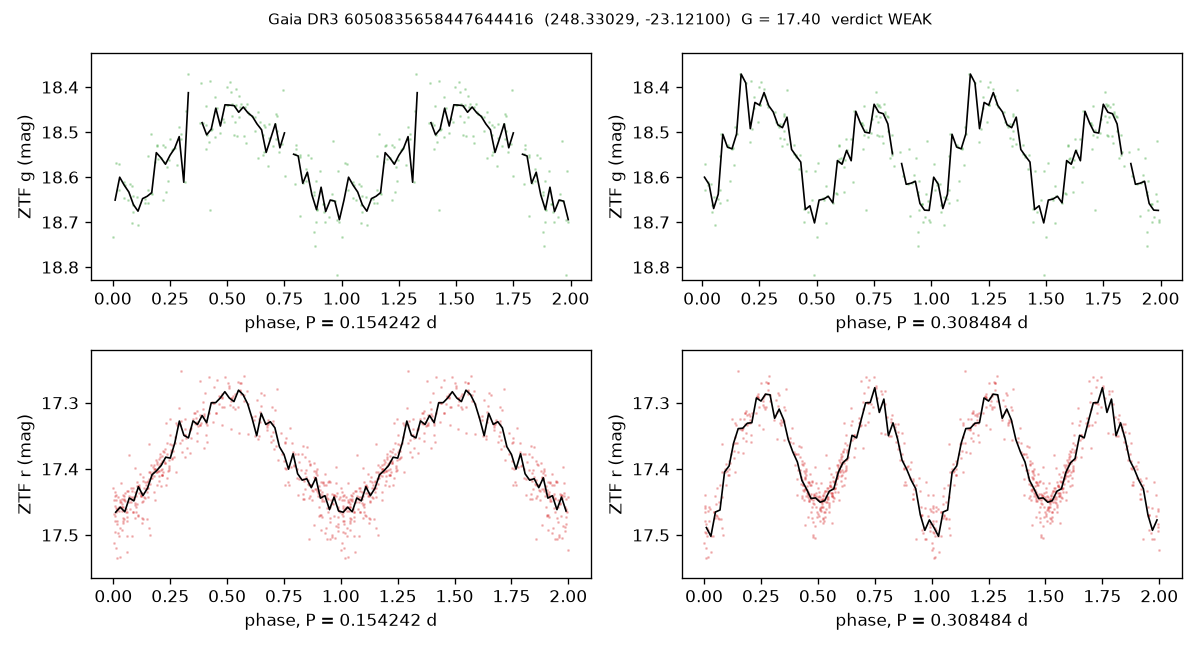 Gaia DR3 6050835658447644416 (248.33029, -23.12100) G = 17.40 verdict WEAK
ZTF g (mag)
18.4
18.5
18.6
18.7
18.8
0.00 0.25 0.50 0.75 1.00 1.25 1.50 1.75 2.00
phase, P = 0.154242 d
ZTF g (mag)
18.4
18.5
18.6
18.7
18.8
0.00 0.25 0.50 0.75 1.00 1.25 1.50 1.75 2.00
phase, P = 0.308484 d
ZTF r (mag)
17.3
17.4
17.5
0.00 0.25 0.50 0.75 1.00 1.25 1.50 1.75 2.00
phase, P = 0.154242 d
ZTF r (mag)
17.3
17.4
17.5
0.00 0.25 0.50 0.75 1.00 1.25 1.50 1.75 2.00
phase, P = 0.308484 d